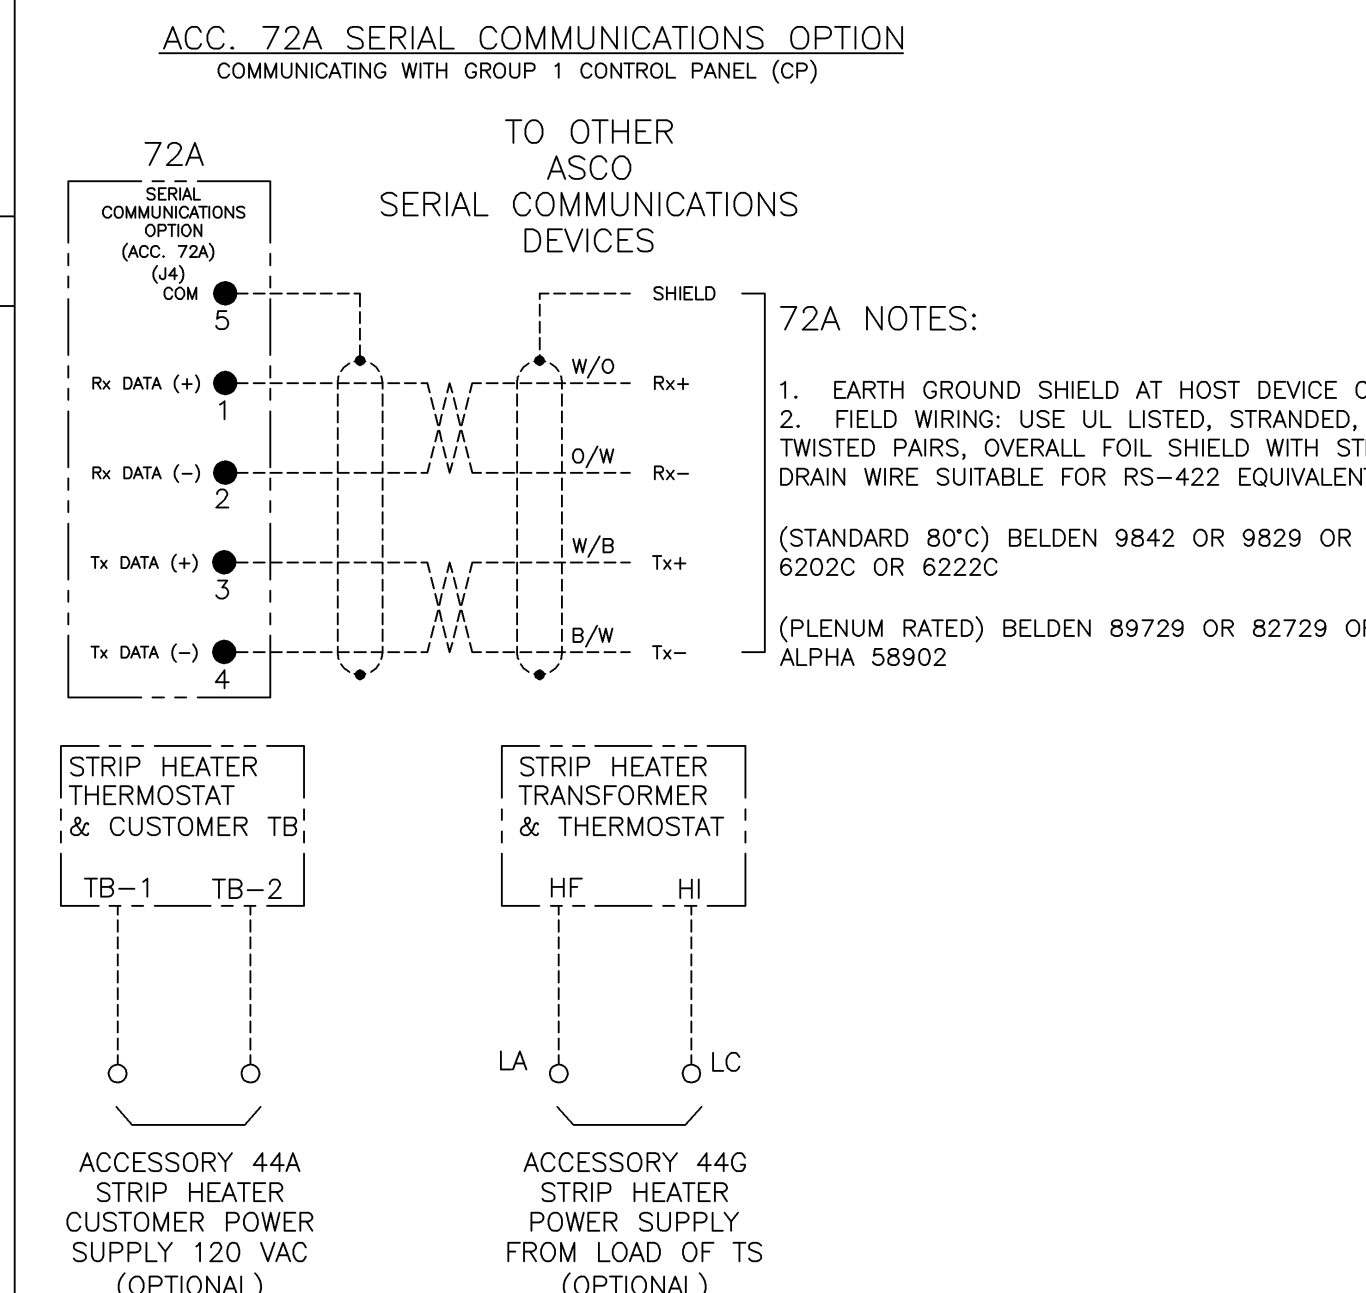 ACC. 72A SERIAL COMMUNICATIONS OPTION
COMMUNICATING WITH GROUP 1 CONTROL PANEL (CP)
TO OTHER
ASCO
SERIAL COMMUNICATIONS
DEVICES
72A
SERIAL
COMMUNICATIONS
OPTION
(ACC. 72A)
(J4)
COM
5
SHIELD
Rx DATA (+)
1
W/O
Rx+
Rx DATA (-)
2
O/W
Rx-
Tx DATA (+)
3
W/B
Tx+
Tx DATA (-)
4
B/W
Tx-
72A NOTES:
1. EARTH GROUND SHIELD AT HOST DEVICE
2. FIELD WIRING: USE UL LISTED, STRANDED,
TWISTED PAIRS, OVERALL FOIL SHIELD WITH
DRAIN WIRE SUITABLE FOR RS-422
(STANDARD 80°C) BELDEN 9842 OR 9829 OR
6202C OR 6222C
(PLENUM RATED) BELDEN 89729 OR 82729
ALPHA 58902
STRIP HEATER
THERMOSTAT
& CUSTOMER TB
TB-1 TB-2
STRIP HEATER
TRANSFORMER
& THERMOSTAT
HF HI
LA LC
ACCESSORY 44A
STRIP HEATER
CUSTOMER POWER
SUPPLY 120 VAC
(OPTIONAL)
ACCESSORY 44G
STRIP HEATER
POWER SUPPLY
FROM LOAD OF TS
(OPTIONAL)